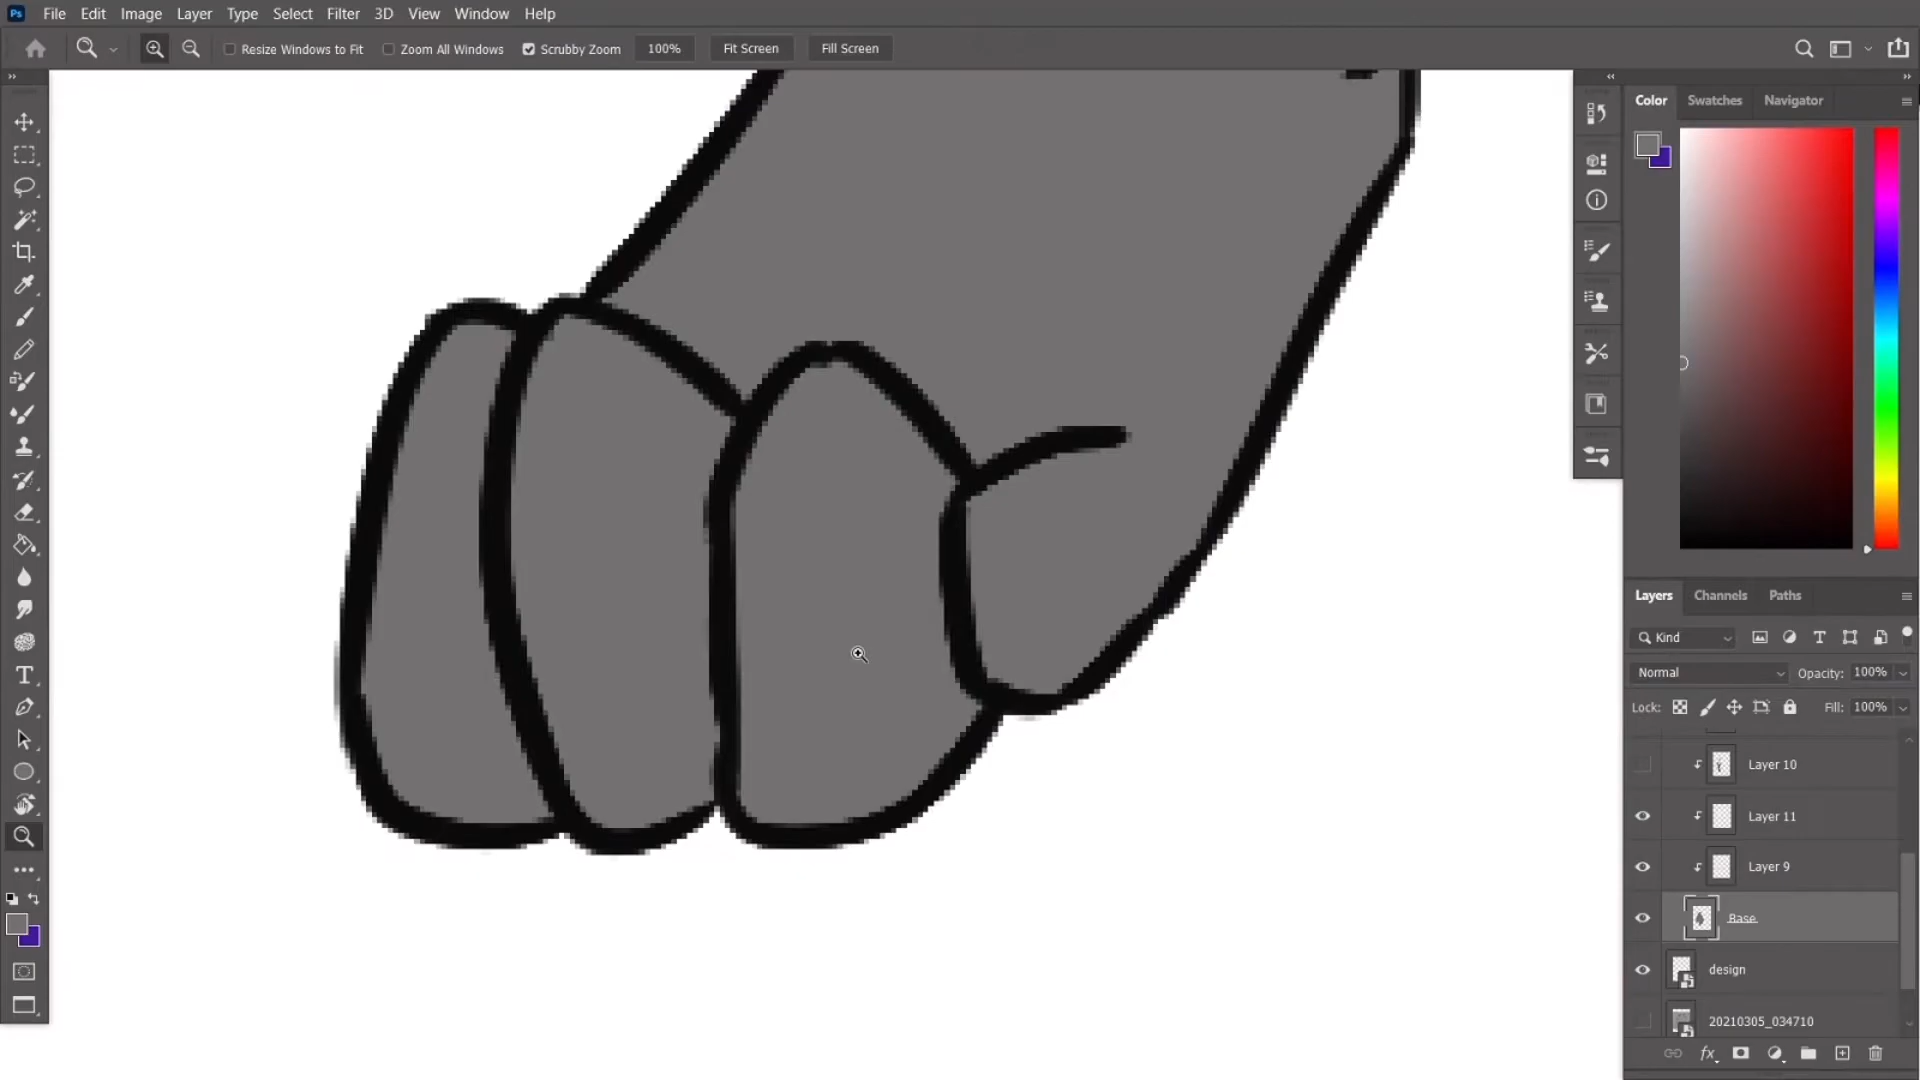 Ps File Edit Image Layer Type Select Filter 3D View Window Help
Resize Windows to Fit Zoom All Windows Scrubby Zoom 100% Fit Screen Fill Screen
Color Swatches Navigator
Layers Channels Paths
Kind
Normal Opacity: 100%
Lock: Fill: 100%
Layer 10
Layer 11
Layer 9
Base
design
20210305_034710
fx